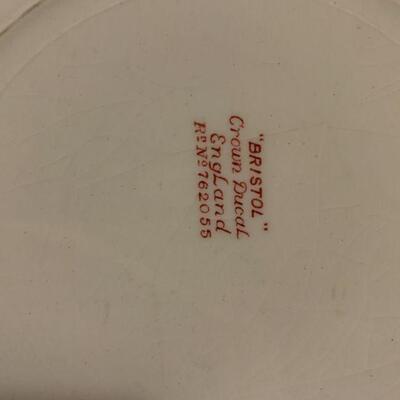 "BRISTOL"
Crown Ducal
England
Rᴰ Nº 762055